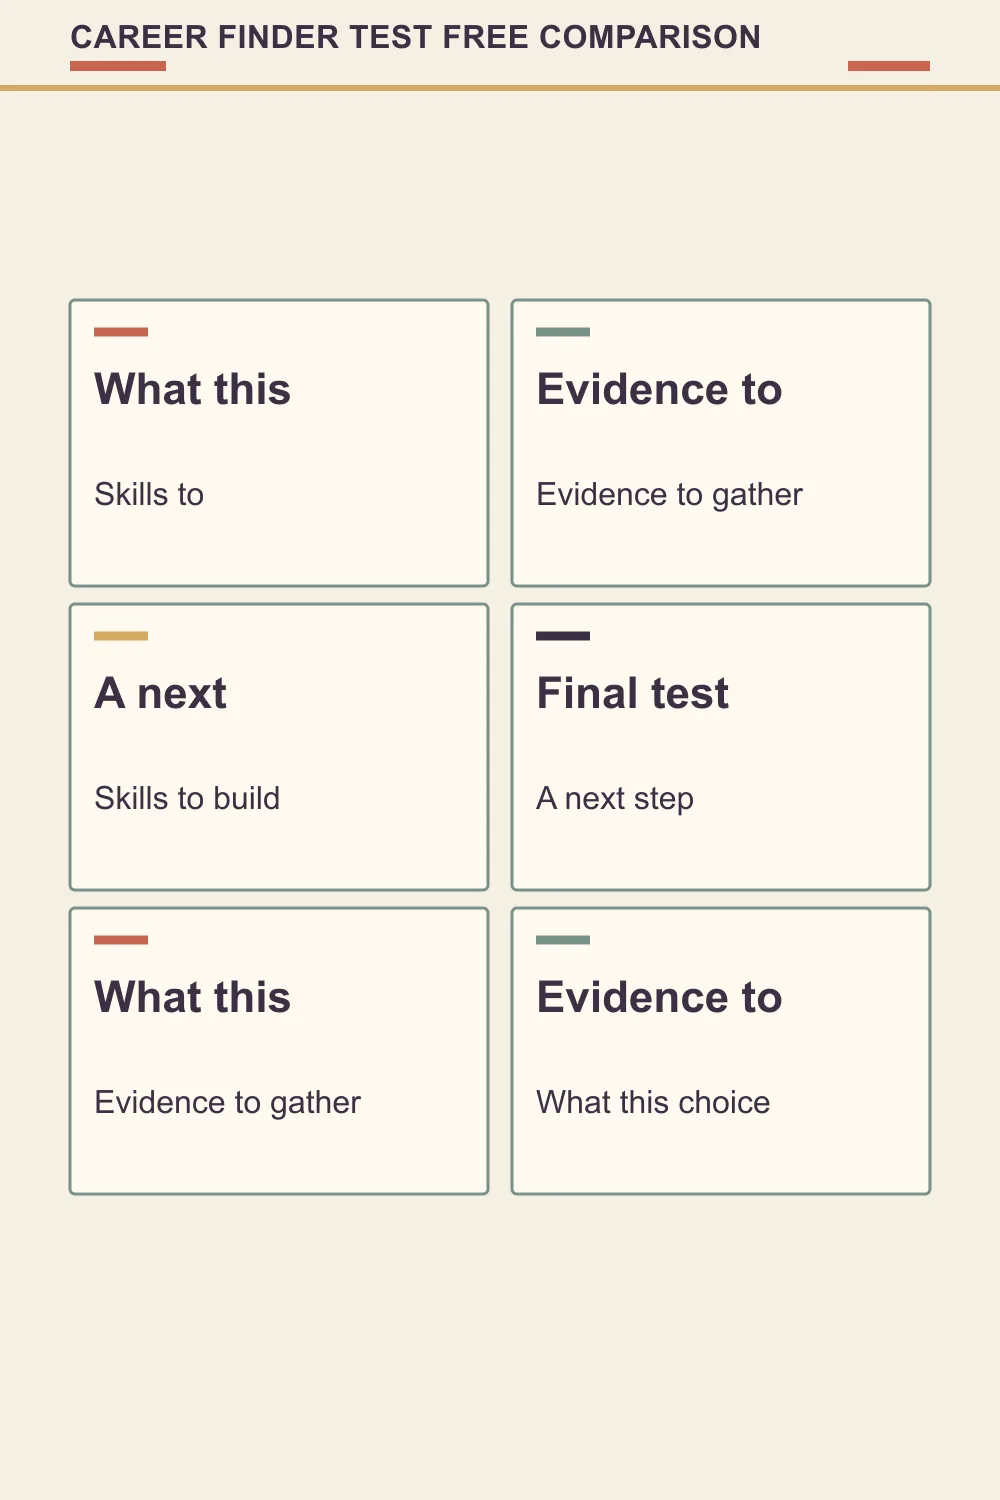 CAREER FINDER TEST FREE COMPARISON
What this
Skills to
Evidence to
Evidence to gather
A next
Skills to build
Final test
A next step
What this
Evidence to gather
Evidence to
What this choice